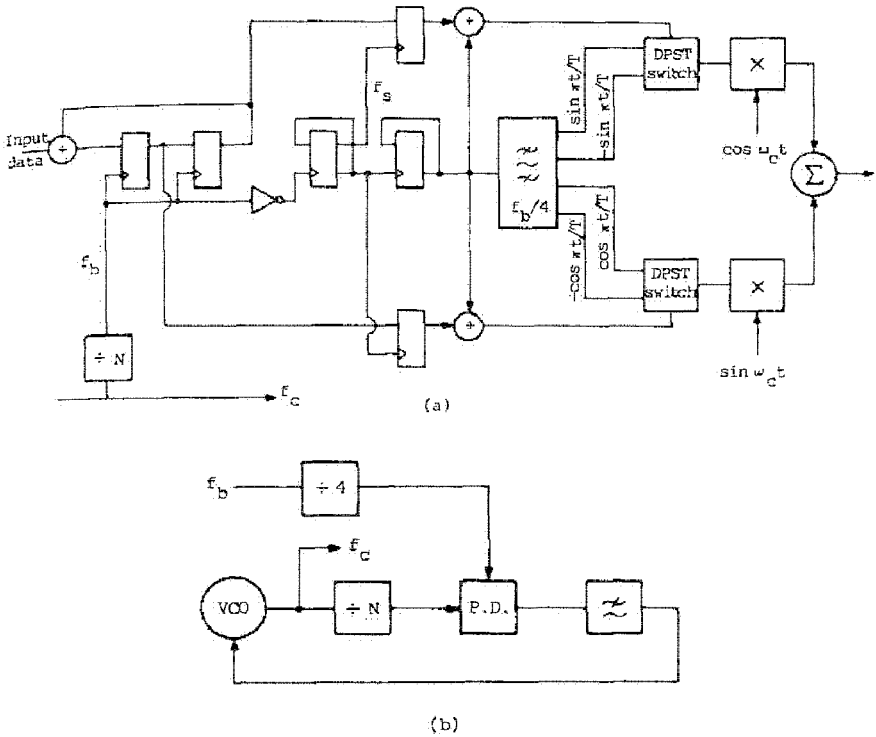 f_s
Input
data
DPST
switch
×
cos ω_c t
sin πt/T
-sin πt/T
f_b/4
cos πt/T
-cos πt/T
Σ
f_b
÷ N
f_c
DPST
switch
×
sin ω_c t
(a)
f_b
÷ 4
f_c
VCO
÷ N
P.D.
(b)